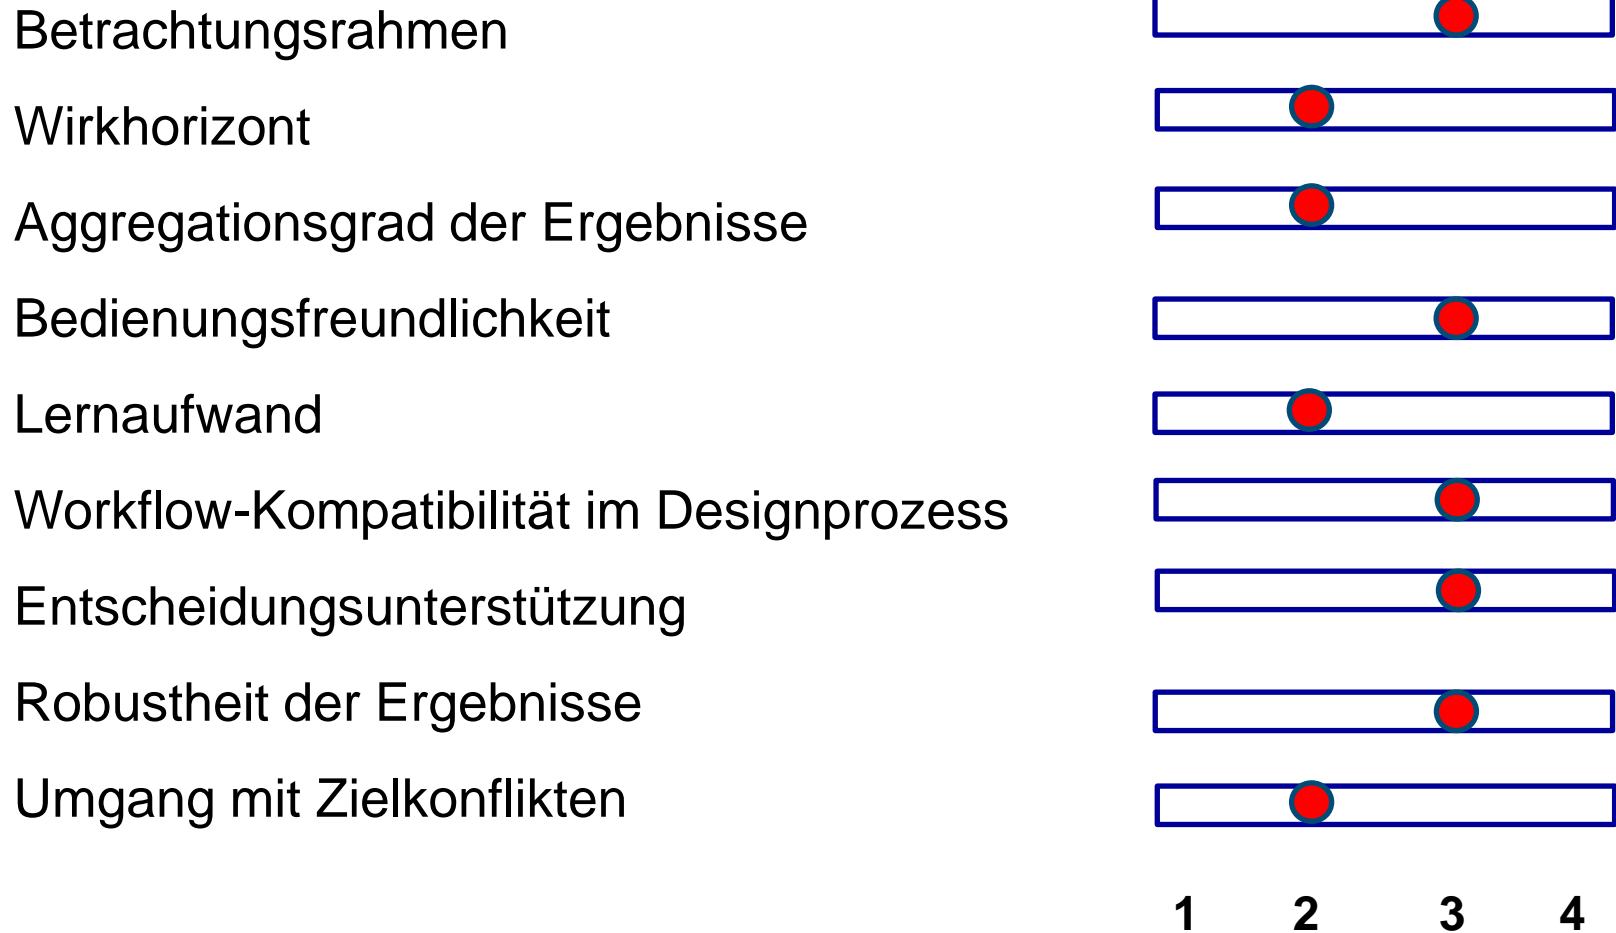 Betrachtungsrahmen
Wirkhorizont
Aggregationsgrad der Ergebnisse
Bedienungsfreundlichkeit
Lernaufwand
Workflow-Kompatibilität im Designprozess
Entscheidungsunterstützung
Robustheit der Ergebnisse
Umgang mit Zielkonflikten
1 2 3 4